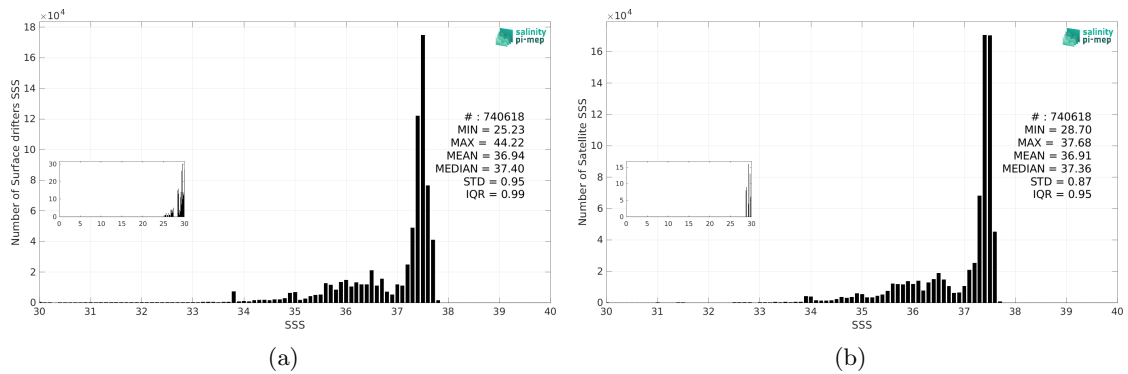 ×10⁴
18
16
14
12
10
8
6
4
2
0
30 31 32 33 34 35 36 37 38 39 40
SSS
Number of Surface drifters SSS
salinity
pi-mep
# : 740618
MIN = 25.23
MAX = 44.22
MEAN = 36.94
MEDIAN = 37.40
STD = 0.95
IQR = 0.99
30
20
10
0
0 5 10 15 20 25 30
(a)
×10⁴
16
14
12
10
8
6
4
2
0
30 31 32 33 34 35 36 37 38 39 40
SSS
Number of Satellite SSS
salinity
pi-mep
# : 740618
MIN = 28.70
MAX = 37.68
MEAN = 36.91
MEDIAN = 37.36
STD = 0.87
IQR = 0.95
15
10
5
0
0 5 10 15 20 25 30
(b)